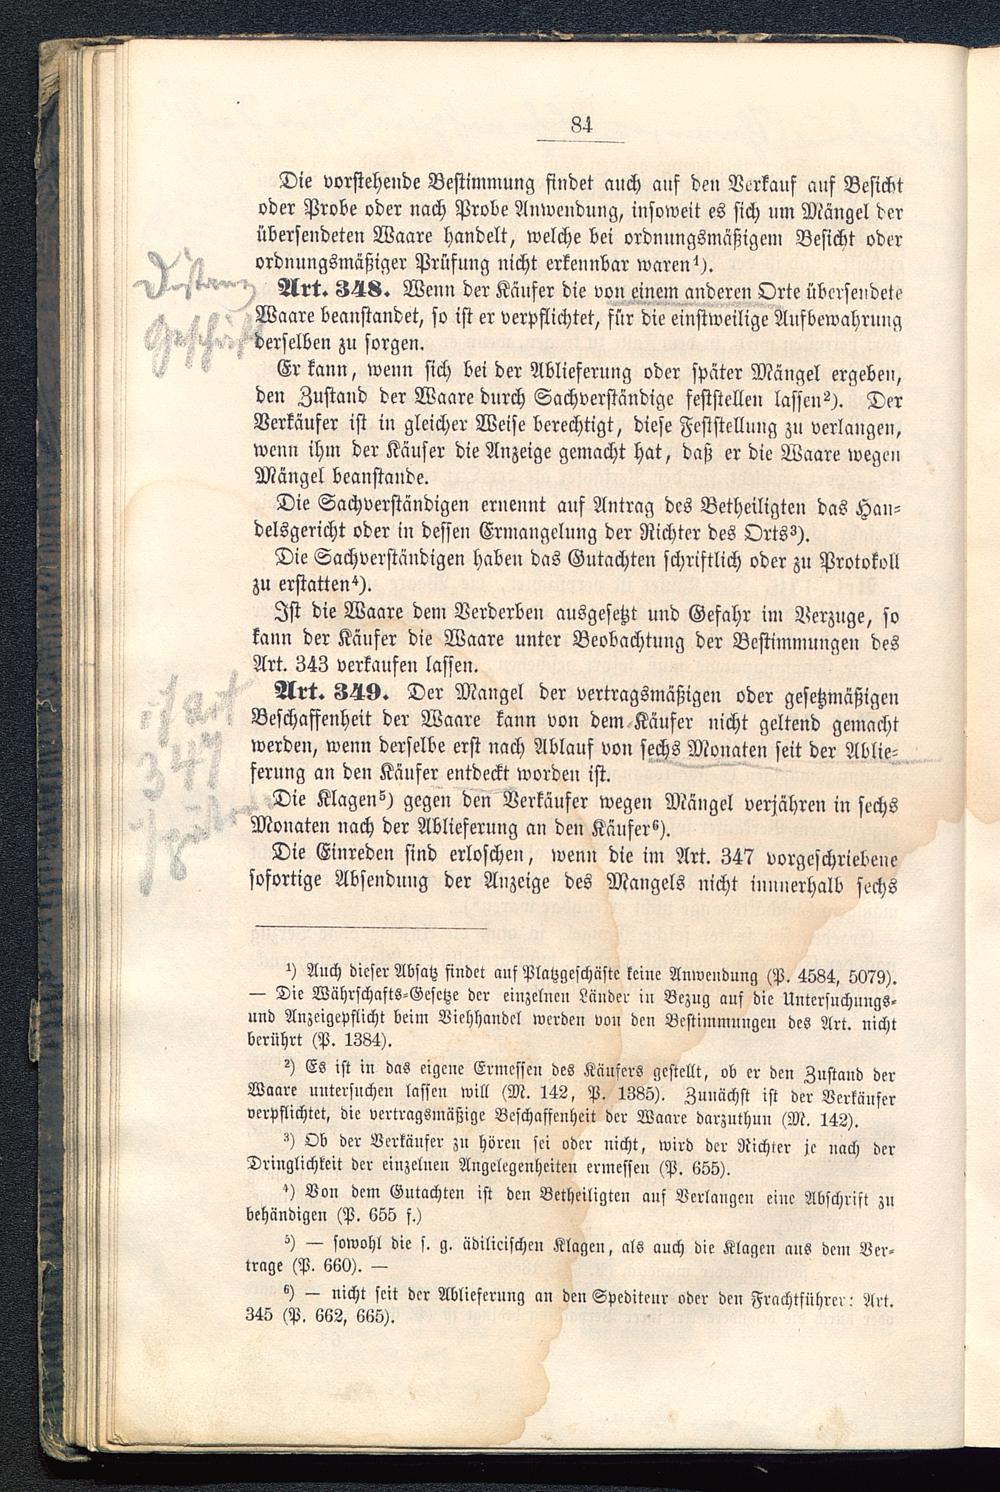 84
Die vorstehende Bestimmung findet auch auf den Verkauf auf Besicht
oder Probe oder nach Probe Anwendung, insoweit es sich um Mängel der
übersendeten Waare handelt, welche bei ordnungsmäßigem Besicht oder
ordnungsmäßiger Prüfung nicht erkennbar waren¹).
Distanz
Geschäft
Art. 348. Wenn der Käufer die von einem anderen Orte übersendete
Waare beanstandet, so ist er verpflichtet, für die einstweilige Aufbewahrung
derselben zu sorgen.
Er kann, wenn sich bei der Ablieferung oder später Mängel ergeben,
den Zustand der Waare durch Sachverständige feststellen lassen²). Der
Verkäufer ist in gleicher Weise berechtigt, diese Feststellung zu verlangen,
wenn ihm der Käufer die Anzeige gemacht hat, daß er die Waare wegen
Mängel beanstande.
Die Sachverständigen ernennt auf Antrag des Betheiligten das Han-
delsgericht oder in dessen Ermangelung der Richter des Orts³).
Die Sachverständigen haben das Gutachten schriftlich oder zu Protokoll
zu erstatten⁴).
Ist die Waare dem Verderben ausgesetzt und Gefahr im Verzuge, so
kann der Käufer die Waare unter Beobachtung der Bestimmungen des
Art. 343 verkaufen lassen.
Art
347
Art. 349. Der Mangel der vertragsmäßigen oder gesetzmäßigen
Beschaffenheit der Waare kann von dem Käufer nicht geltend gemacht
werden, wenn derselbe erst nach Ablauf von sechs Monaten seit der Ablie-
ferung an den Käufer entdeckt worden ist.
Die Klagen⁵) gegen den Verkäufer wegen Mängel verjähren in sechs
Monaten nach der Ablieferung an den Käufer⁶).
Die Einreden sind erloschen, wenn die im Art. 347 vorgeschriebene
sofortige Absendung der Anzeige des Mangels nicht innnerhalb sechs
¹) Auch dieser Absatz findet auf Platzgeschäfte keine Anwendung (P. 4584, 5079).
— Die Währschafts-Gesetze der einzelnen Länder in Bezug auf die Untersuchungs-
und Anzeigepflicht beim Viehhandel werden von den Bestimmungen des Art. nicht
berührt (P. 1384).
²) Es ist in das eigene Ermessen des Käufers gestellt, ob er den Zustand der
Waare untersuchen lassen will (M. 142, P. 1385). Zunächst ist der Verkäufer
verpflichtet, die vertragsmäßige Beschaffenheit der Waare darzuthun (M. 142).
³) Ob der Verkäufer zu hören sei oder nicht, wird der Richter je nach der
Dringlichkeit der einzelnen Angelegenheiten ermessen (P. 655).
⁴) Von dem Gutachten ist den Betheiligten auf Verlangen eine Abschrift zu
behändigen (P. 655 f.)
⁵) — sowohl die s. g. ädilicischen Klagen, als auch die Klagen aus dem Ver-
trage (P. 660). —
⁶) — nicht seit der Ablieferung an den Spediteur oder den Frachtführer: Art.
345 (P. 662, 665).